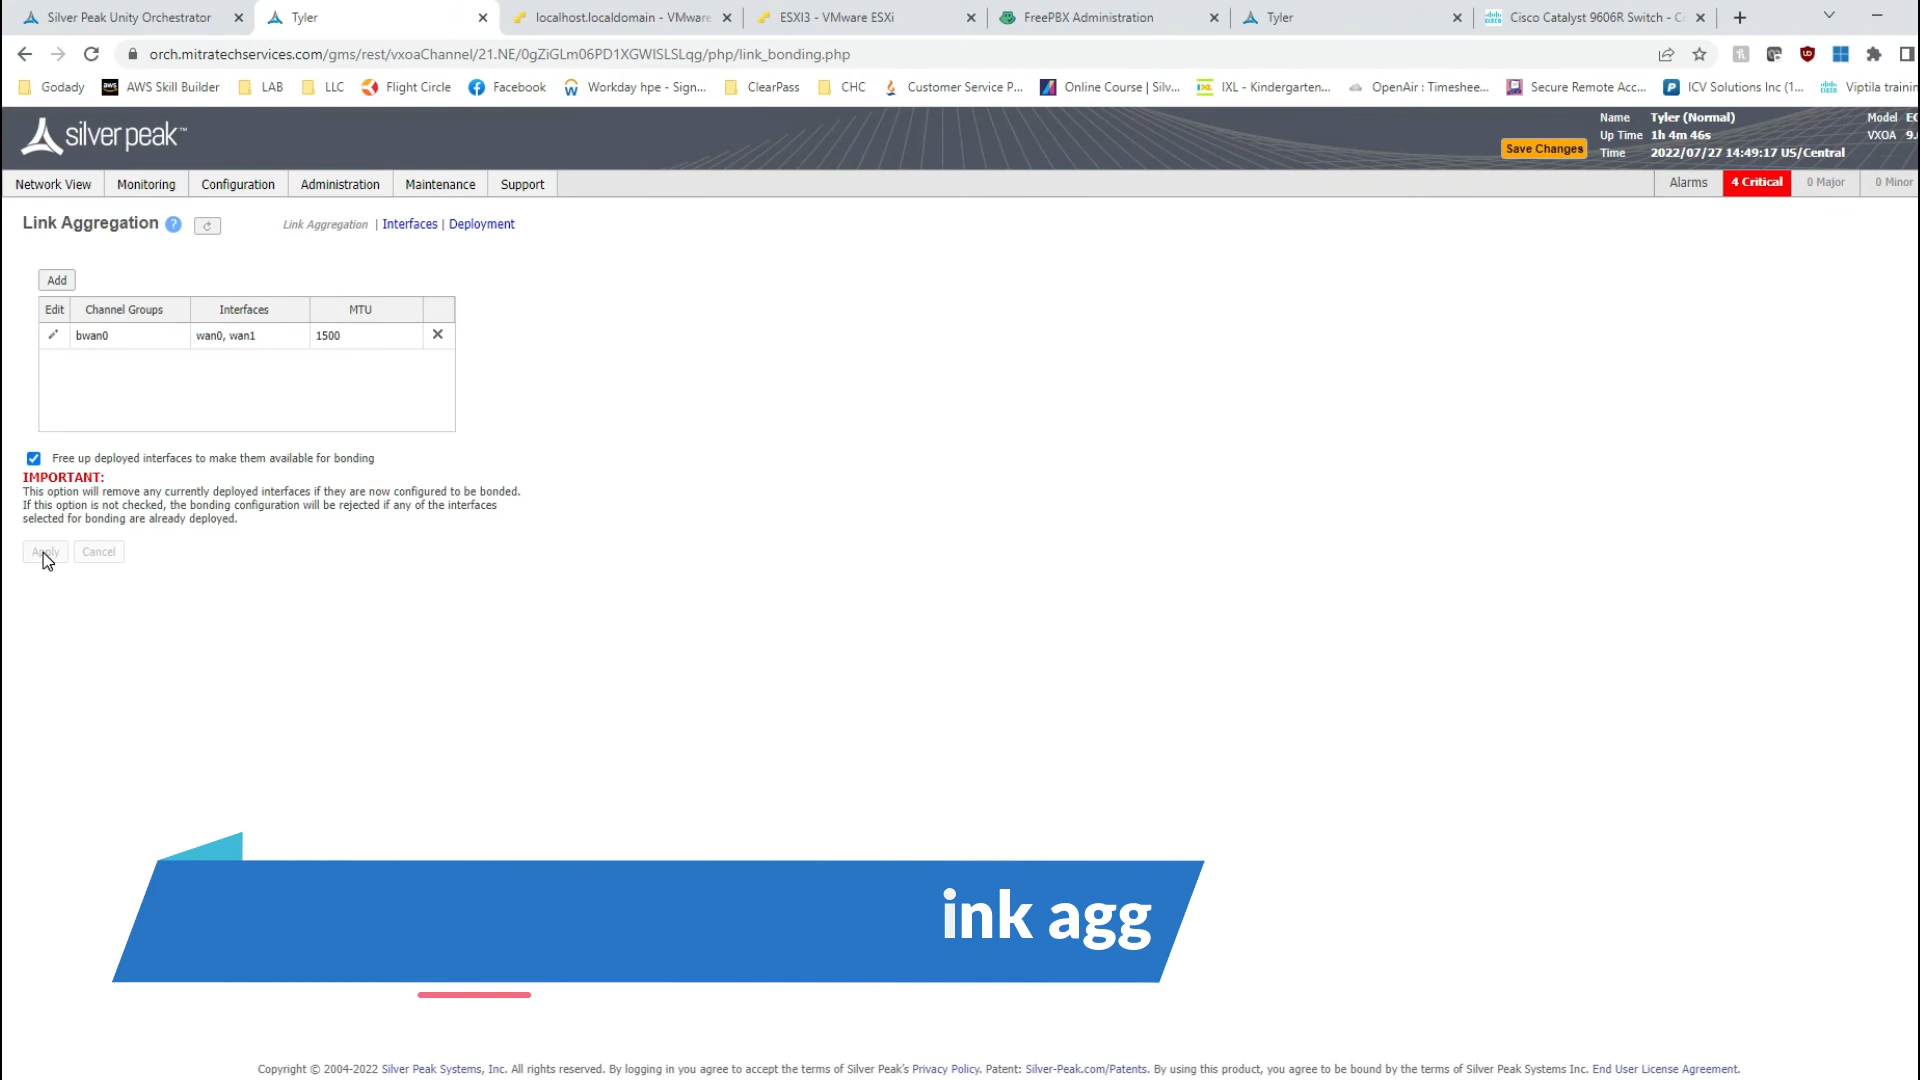 Silver Peak Unity Orchestrator
Tyler
localhost.localdomain - VMware
ESXI3 - VMware ESXi
FreePBX Administration
Tyler
Cisco Catalyst 9606R Switch - Ci
orch.mitratechservices.com/gms/rest/vxoaChannel/21.NE/0gZiGLm06PD1XGWISLSLqg/php/link_bonding.php
Godady
aws AWS Skill Builder
LAB
LLC
Flight Circle
Facebook
Workday hpe - Sign...
ClearPass
CHC
Customer Service P...
Online Course | Silv...
IXL - Kindergarten...
OpenAir : Timeshee...
Secure Remote Acc...
ICV Solutions Inc (1...
Viptila trainin
silver peak™
Save Changes
Name Tyler (Normal)
Up Time 1h 4m 46s
Time 2022/07/27 14:49:17 US/Central
Model EC
VXOA 9.
Network View
Monitoring
Configuration
Administration
Maintenance
Support
Alarms
4 Critical
0 Major
0 Minor
Link Aggregation ?
Link Aggregation | Interfaces | Deployment
Add
Edit Channel Groups Interfaces MTU
bwan0 wan0, wan1 1500
Free up deployed interfaces to make them available for bonding
IMPORTANT:
This option will remove any currently deployed interfaces if they are now configured to be bonded.
If this option is not checked, the bonding configuration will be rejected if any of the interfaces
selected for bonding are already deployed.
Apply Cancel
ink agg
Copyright © 2004-2022 Silver Peak Systems, Inc. All rights reserved. By logging in you agree to accept the terms of Silver Peak's Privacy Policy. Patent: Silver-Peak.com/Patents. By using this product, you agree to be bound by the terms of Silver Peak Systems Inc. End User License Agreement.